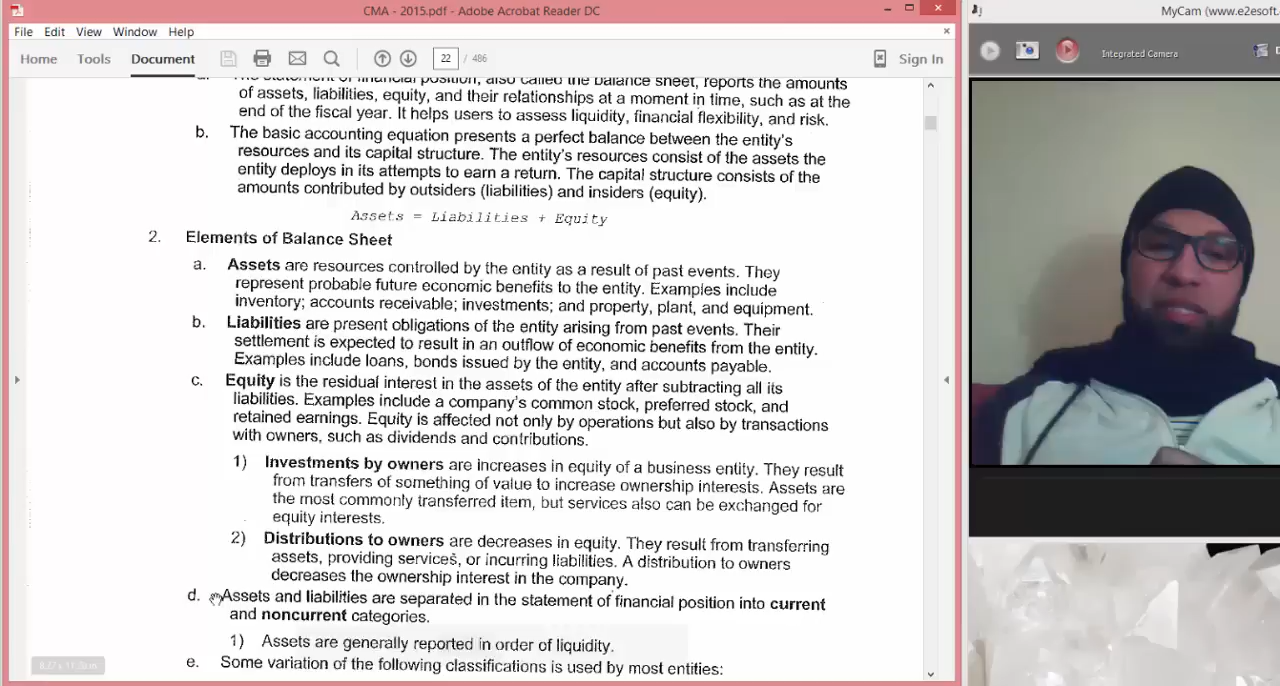 CMA - 2015.pdf - Adobe Acrobat Reader DC
MyCam (www.e2esoft.
File Edit View Window Help
Home Tools Document 22 / 486 Sign In
Integrated Camera
The statement of financial position, also called the balance sheet, reports the amounts
of assets, liabilities, equity, and their relationships at a moment in time, such as at the
end of the fiscal year. It helps users to assess liquidity, financial flexibility, and risk.
b. The basic accounting equation presents a perfect balance between the entity's
resources and its capital structure. The entity's resources consist of the assets the
entity deploys in its attempts to earn a return. The capital structure consists of the
amounts contributed by outsiders (liabilities) and insiders (equity).
Assets = Liabilities + Equity
2. Elements of Balance Sheet
a. Assets are resources controlled by the entity as a result of past events. They
represent probable future economic benefits to the entity. Examples include
inventory; accounts receivable; investments; and property, plant, and equipment.
b. Liabilities are present obligations of the entity arising from past events. Their
settlement is expected to result in an outflow of economic benefits from the entity.
Examples include loans, bonds issued by the entity, and accounts payable.
c. Equity is the residual interest in the assets of the entity after subtracting all its
liabilities. Examples include a company's common stock, preferred stock, and
retained earnings. Equity is affected not only by operations but also by transactions
with owners, such as dividends and contributions.
1) Investments by owners are increases in equity of a business entity. They result
from transfers of something of value to increase ownership interests. Assets are
the most commonly transferred item, but services also can be exchanged for
equity interests.
2) Distributions to owners are decreases in equity. They result from transferring
assets, providing services, or incurring liabilities. A distribution to owners
decreases the ownership interest in the company.
d. Assets and liabilities are separated in the statement of financial position into current
and noncurrent categories.
1) Assets are generally reported in order of liquidity.
e. Some variation of the following classifications is used by most entities: